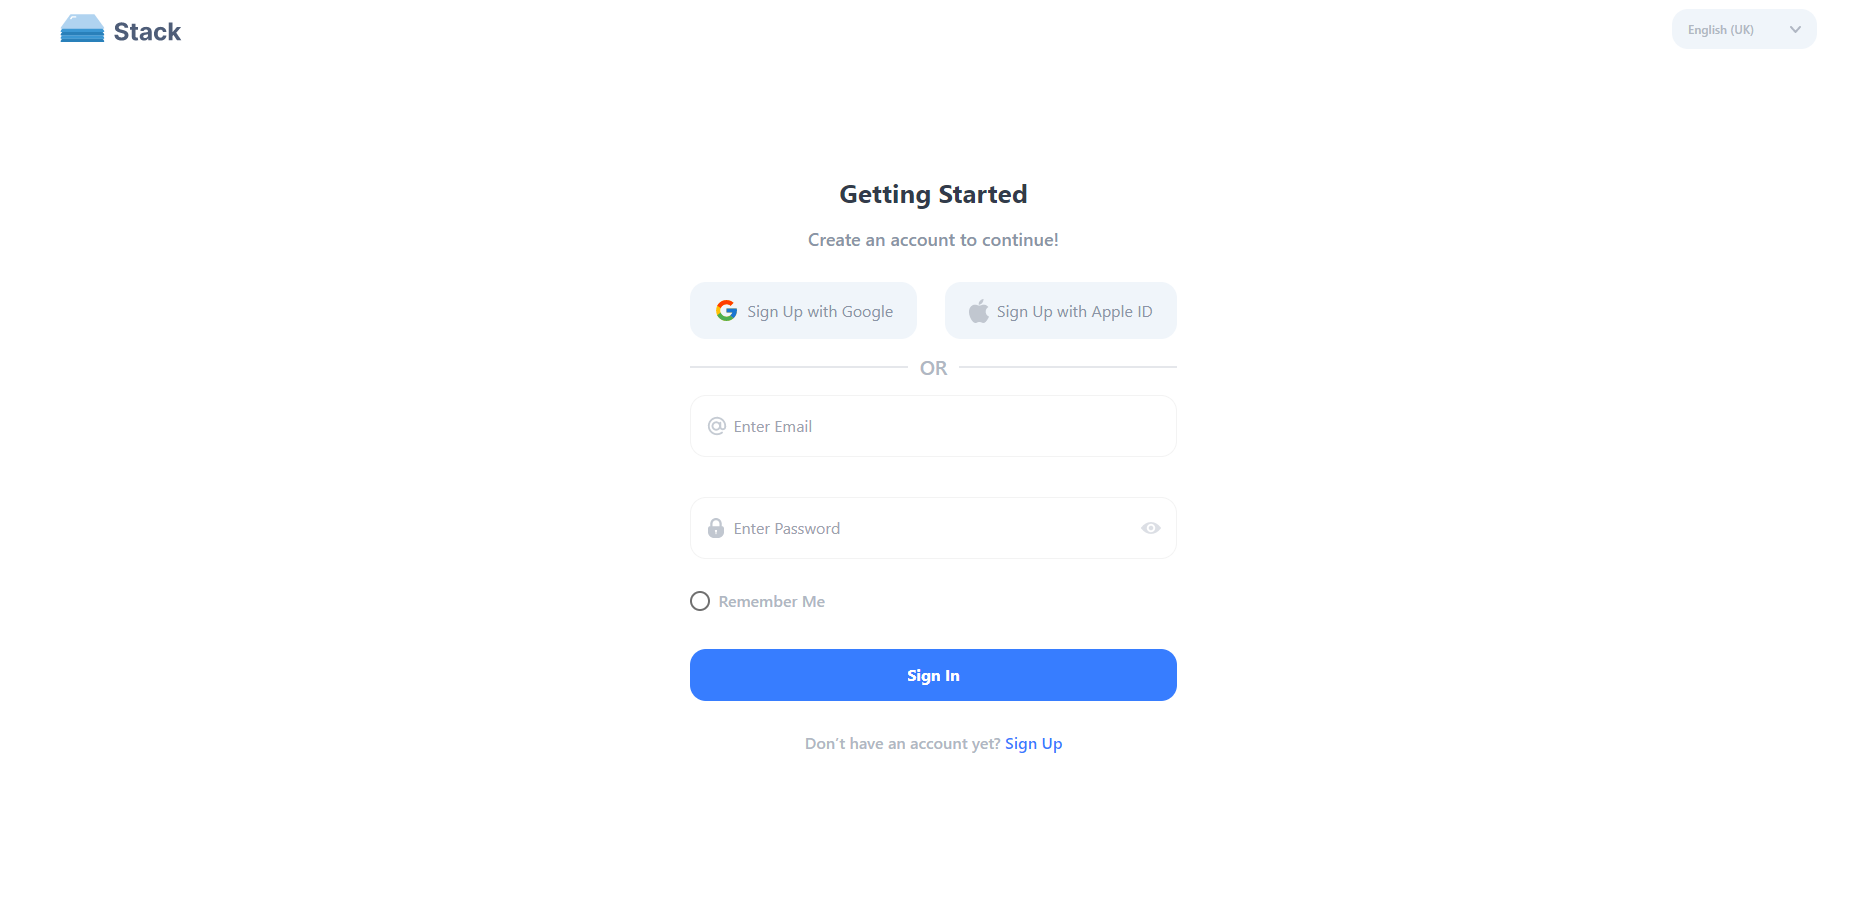 Stack
English (UK)
Getting Started
Create an account to continue!
Sign Up with Google
Sign Up with Apple ID
OR
Enter Email
Enter Password
Remember Me
Sign In
Don't have an account yet? Sign Up